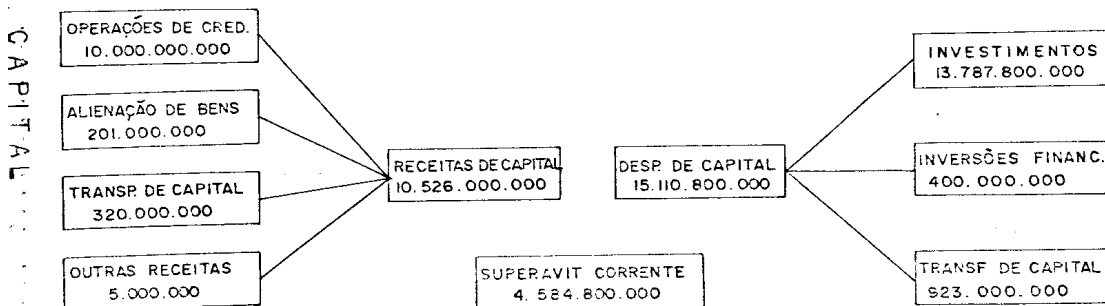 CAPITAL
OPERAÇÕES DE CRED.
10.000.000.000
ALIENAÇÃO DE BENS
201.000.000
TRANSP. DE CAPITAL
320.000.000
OUTRAS RECEITAS
5.000.000
RECEITAS DE CAPITAL
10.526.000.000
SUPERAVIT CORRENTE
4.584.800.000
DESP. DE CAPITAL
15.110.800.000
INVESTIMENTOS
13.787.800.000
INVERSÕES FINANC.
400.000.000
TRANSF. DE CAPITAL
923.000.000